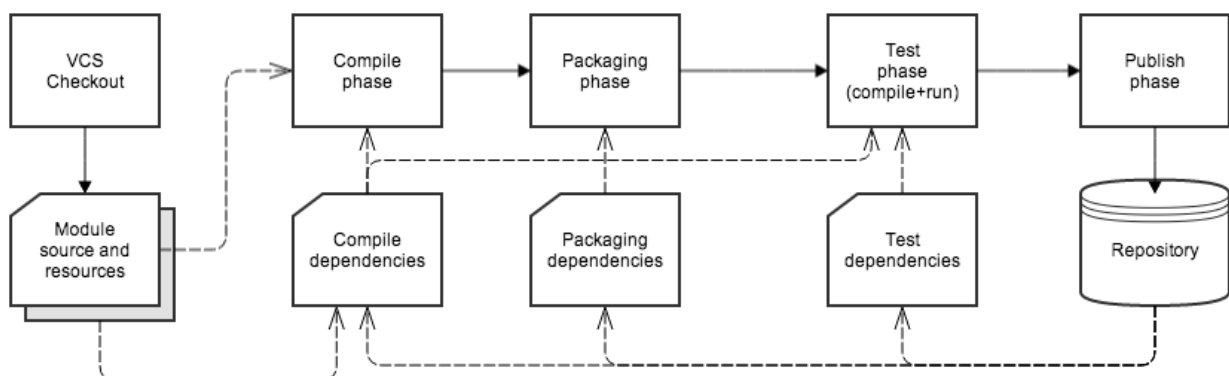 VCS
Checkout
Compile
phase
Packaging
phase
Test
phase
(compile+run)
Publish
phase
Module
source and
resources
Compile
dependencies
Packaging
dependencies
Test
dependencies
Repository